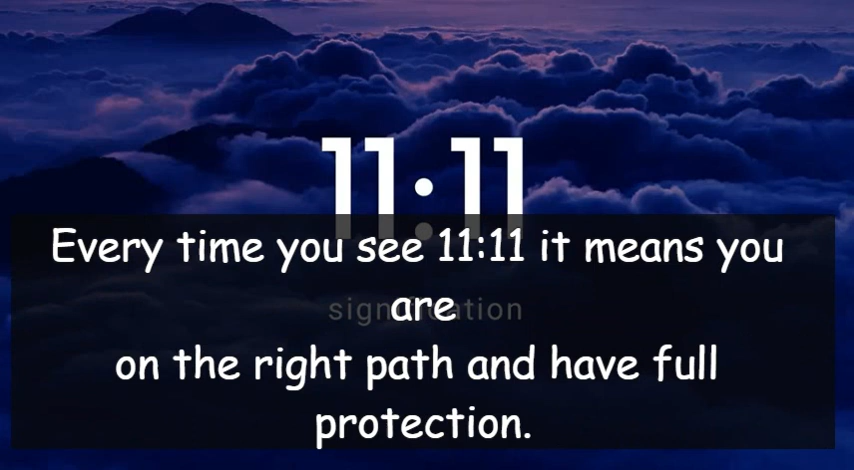 11:11
Every time you see 11:11 it means you
are
signification
on the right path and have full
protection.